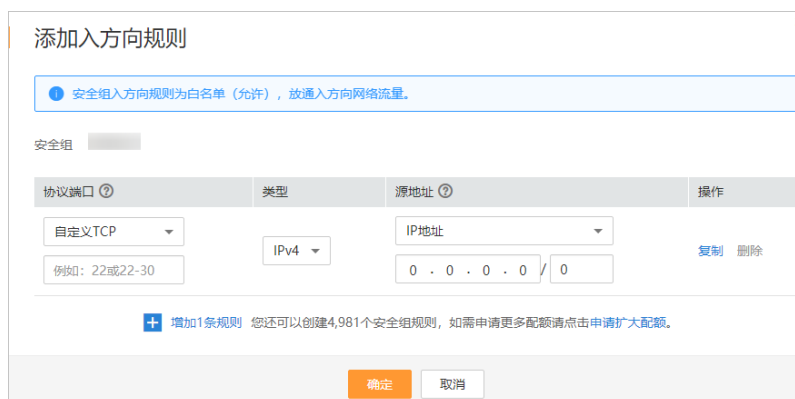 添加入方向规则
安全组入方向规则为白名单（允许），放通入方向网络流量。
安全组
协议端口 类型 源地址 操作
自定义TCP IPv4 IP地址 复制 删除
例如：22或22-30 0 . 0 . 0 . 0 / 0
增加1条规则 您还可以创建4,981个安全组规则，如需申请更多配额请点击申请扩大配额。
确定 取消